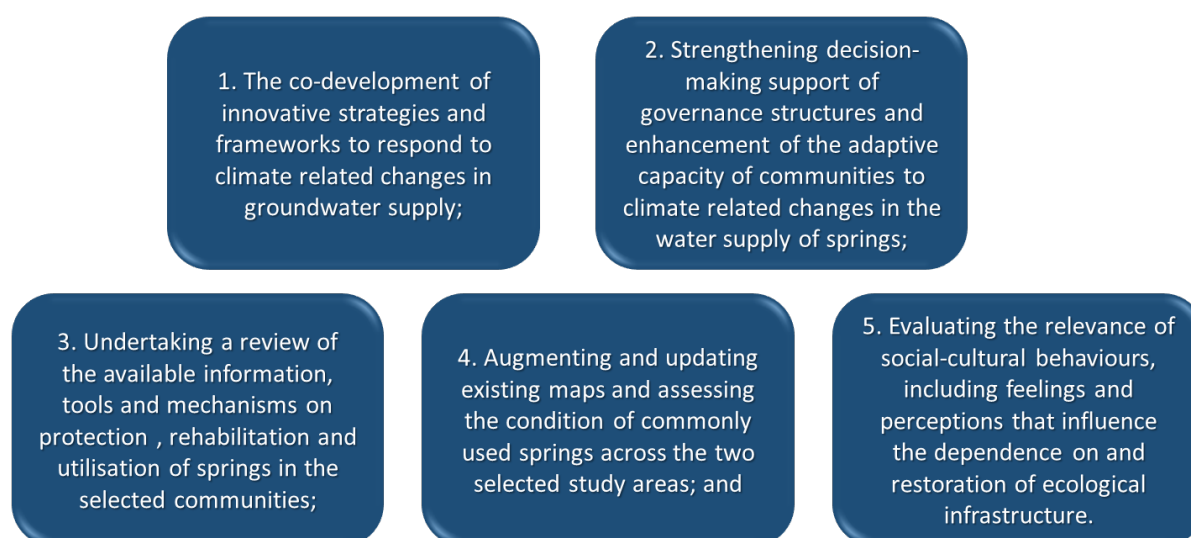 1. The co-development of
innovative strategies and
frameworks to respond to
climate related changes in
groundwater supply;
2. Strengthening decision-
making support of
governance structures and
enhancement of the adaptive
capacity of communities to
climate related changes in the
water supply of springs;
3. Undertaking a review of
the available information,
tools and mechanisms on
protection , rehabilitation and
utilisation of springs in the
selected communities;
4. Augmenting and updating
existing maps and assessing
the condition of commonly
used springs across the two
selected study areas; and
5. Evaluating the relevance of
social-cultural behaviours,
including feelings and
perceptions that influence
the dependence on and
restoration of ecological
infrastructure.